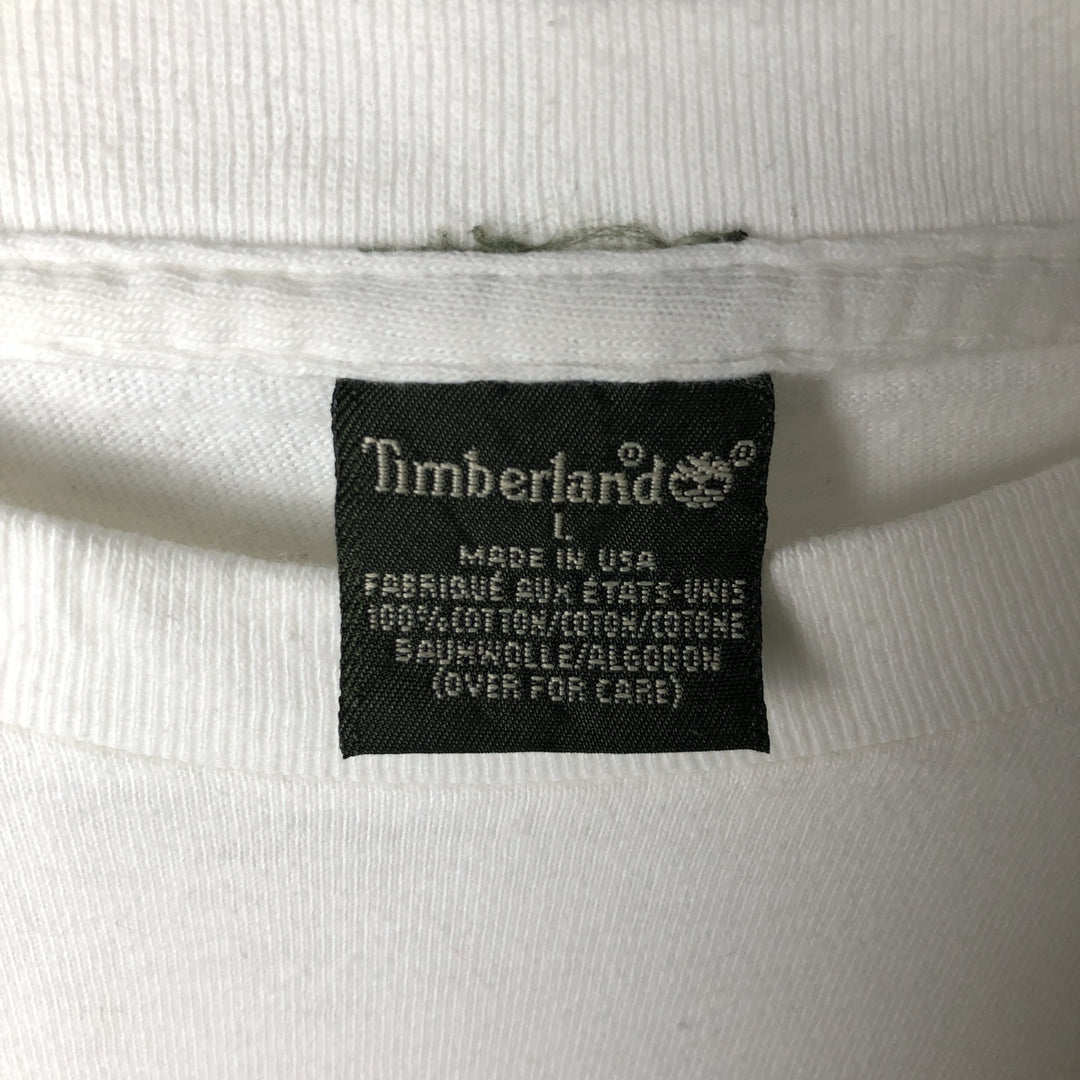 Timberland
L
MADE IN USA
FABRIQUÉ AUX ÉTATS-UNIS
100% COTTON/COTON/COTONE
BAUMWOLLE/ALGODON
(OVER FOR CARE)